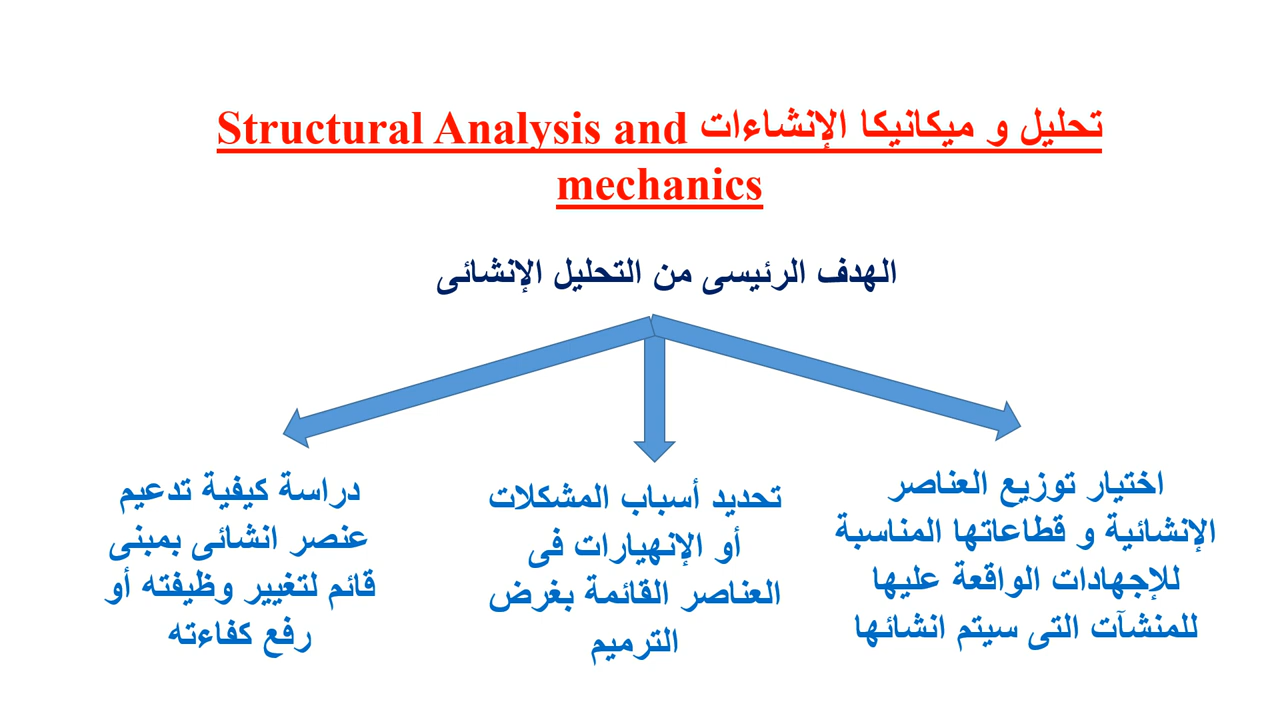 تحليل و ميكانيكا الإنشاءات Structural Analysis and
mechanics
الهدف الرئيسى من التحليل الإنشائى
اختيار توزيع العناصر
الإنشائية و قطاعاتها المناسبة
للإجهادات الواقعة عليها
للمنشآت التى سيتم انشائها
تحديد أسباب المشكلات
أو الإنهيارات فى
العناصر القائمة بغرض
الترميم
دراسة كيفية تدعيم
عنصر انشائى بمبنى
قائم لتغيير وظيفته أو
رفع كفاءته